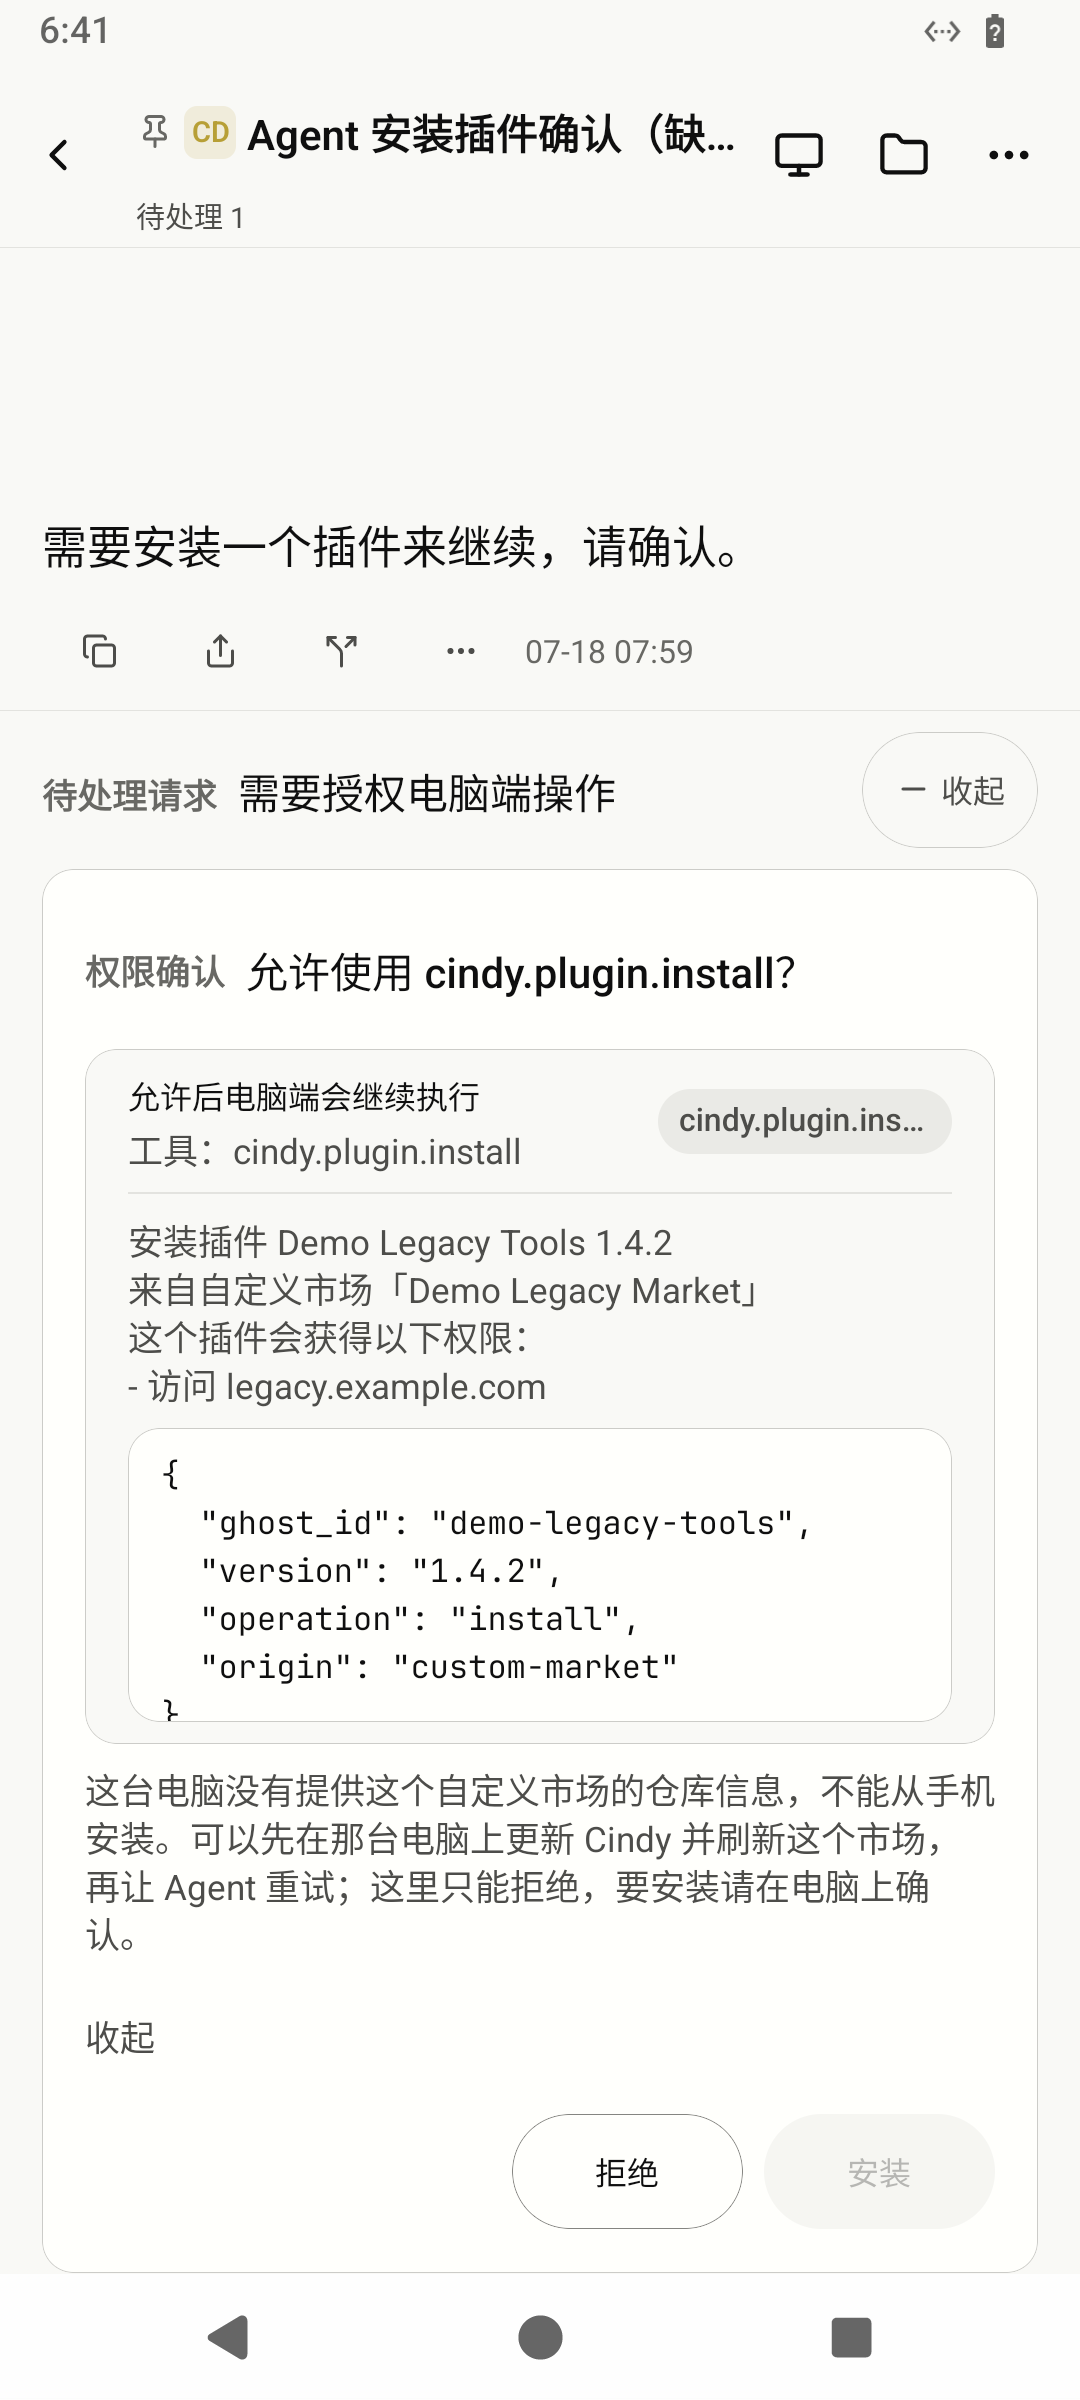 6:41
CD Agent 安装插件确认（缺...
待处理 1
需要安装一个插件来继续，请确认。
07-18 07:59
待处理请求 需要授权电脑端操作
收起
权限确认 允许使用 cindy.plugin.install？
允许后电脑端会继续执行
cindy.plugin.ins...
工具：cindy.plugin.install
安装插件 Demo Legacy Tools 1.4.2
来自自定义市场「Demo Legacy Market」
这个插件会获得以下权限：
- 访问 legacy.example.com
{
"ghost_id": "demo-legacy-tools",
"version": "1.4.2",
"operation": "install",
"origin": "custom-market"
}
这台电脑没有提供这个自定义市场的仓库信息，不能从手机
安装。可以先在那台电脑上更新 Cindy 并刷新这个市场，
再让 Agent 重试；这里只能拒绝，要安装请在电脑上确
认。
收起
拒绝
安装